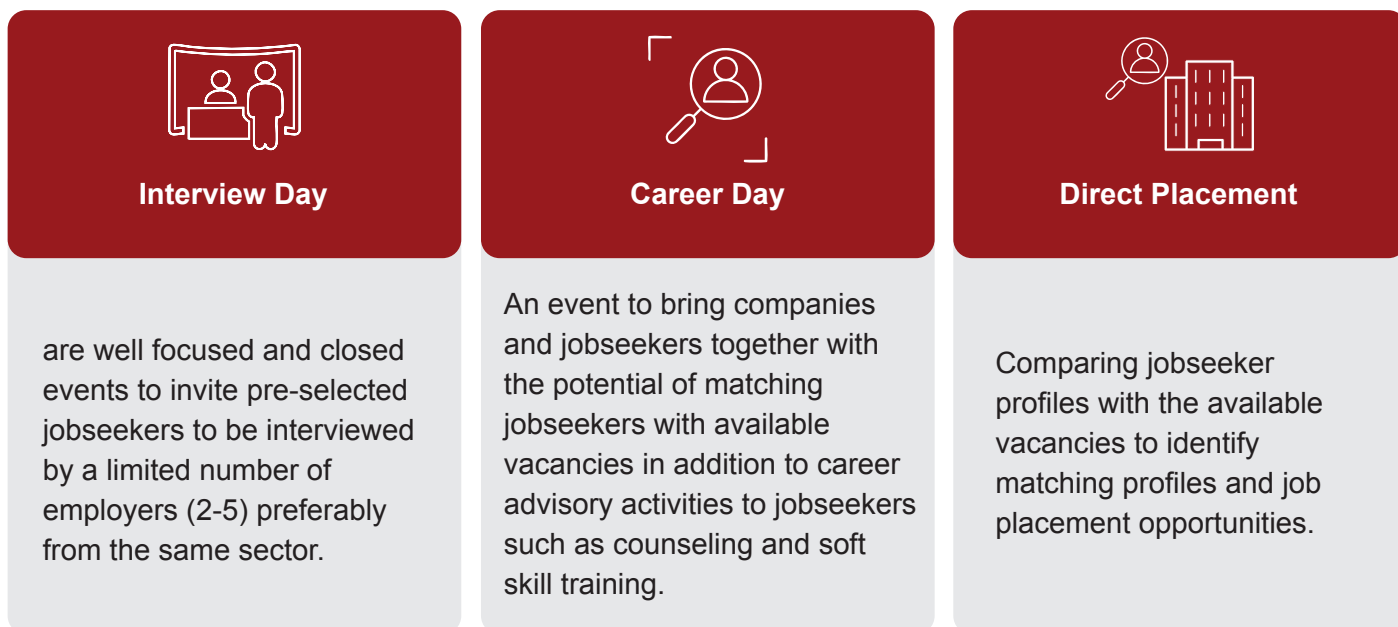 Interview Day
are well focused and closed
events to invite pre-selected
jobseekers to be interviewed
by a limited number of
employers (2-5) preferably
from the same sector.
Career Day
An event to bring companies
and jobseekers together with
the potential of matching
jobseekers with available
vacancies in addition to career
advisory activities to jobseekers
such as counseling and soft
skill training.
Direct Placement
Comparing jobseeker
profiles with the available
vacancies to identify
matching profiles and job
placement opportunities.